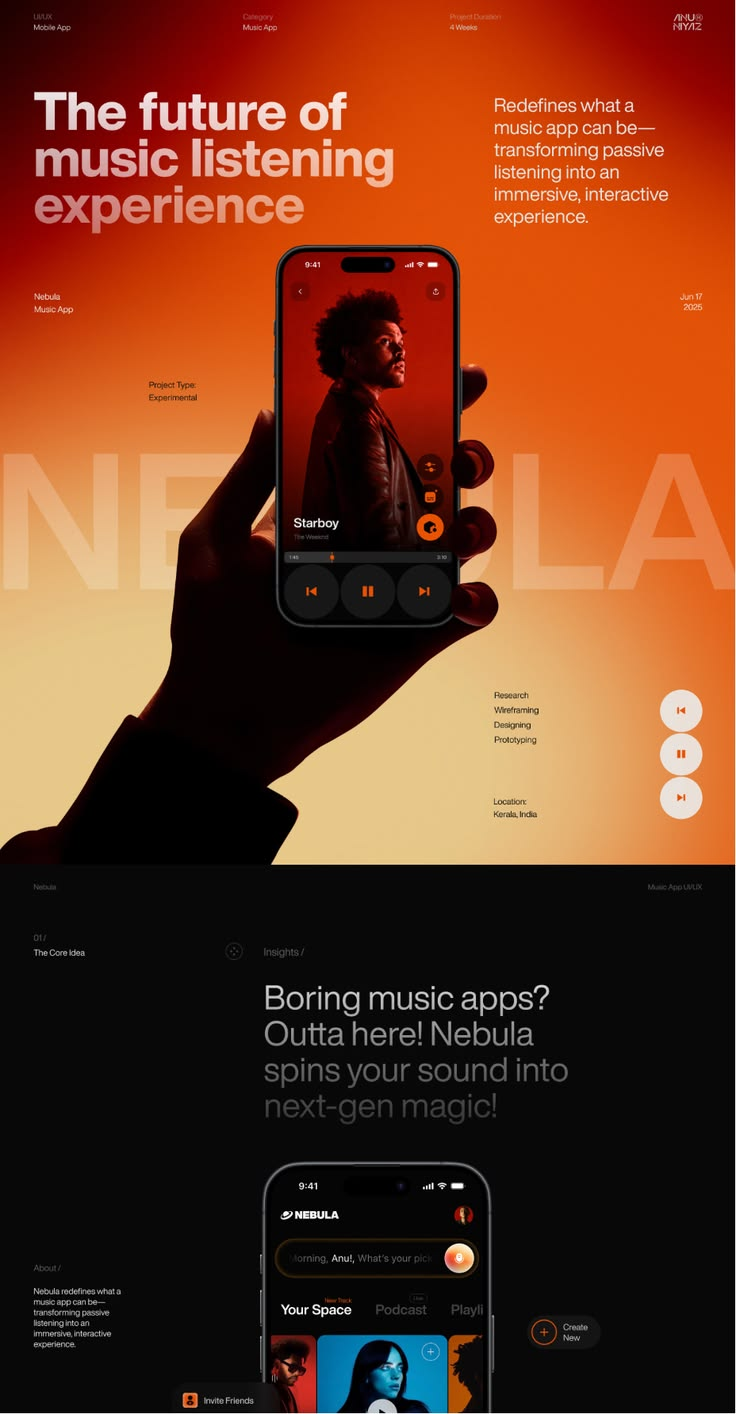 UI/UX
Mobile App
Category
Music App
Project Duration
4 Weeks
ANU®
NIYAZ
The future of
music listening
experience
Redefines what a
music app can be—
transforming passive
listening into an
immersive, interactive
experience.
9:41
Nebula
Music App
Jun 17
2025
Project Type:
Experimental
NEBULA
Starboy
The Weeknd
1:45
3:10
Research
Wireframing
Designing
Prototyping
Location:
Kerala, India
Nebula
Music App UI/UX
01 /
The Core Idea
Insights /
Boring music apps?
Outta here! Nebula
spins your sound into
next-gen magic!
9:41
NEBULA
Morning, Anu!, What's your pick
About /
Nebula redefines what a
music app can be—
transforming passive
listening into an
immersive, interactive
experience.
New Track
Live
Your Space
Podcast
Playli
Create
New
Invite Friends